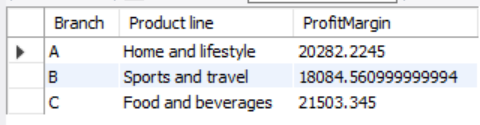 Branch Product line ProfitMargin
A Home and lifestyle 20282.2245
B Sports and travel 18084.560999999994
C Food and beverages 21503.345